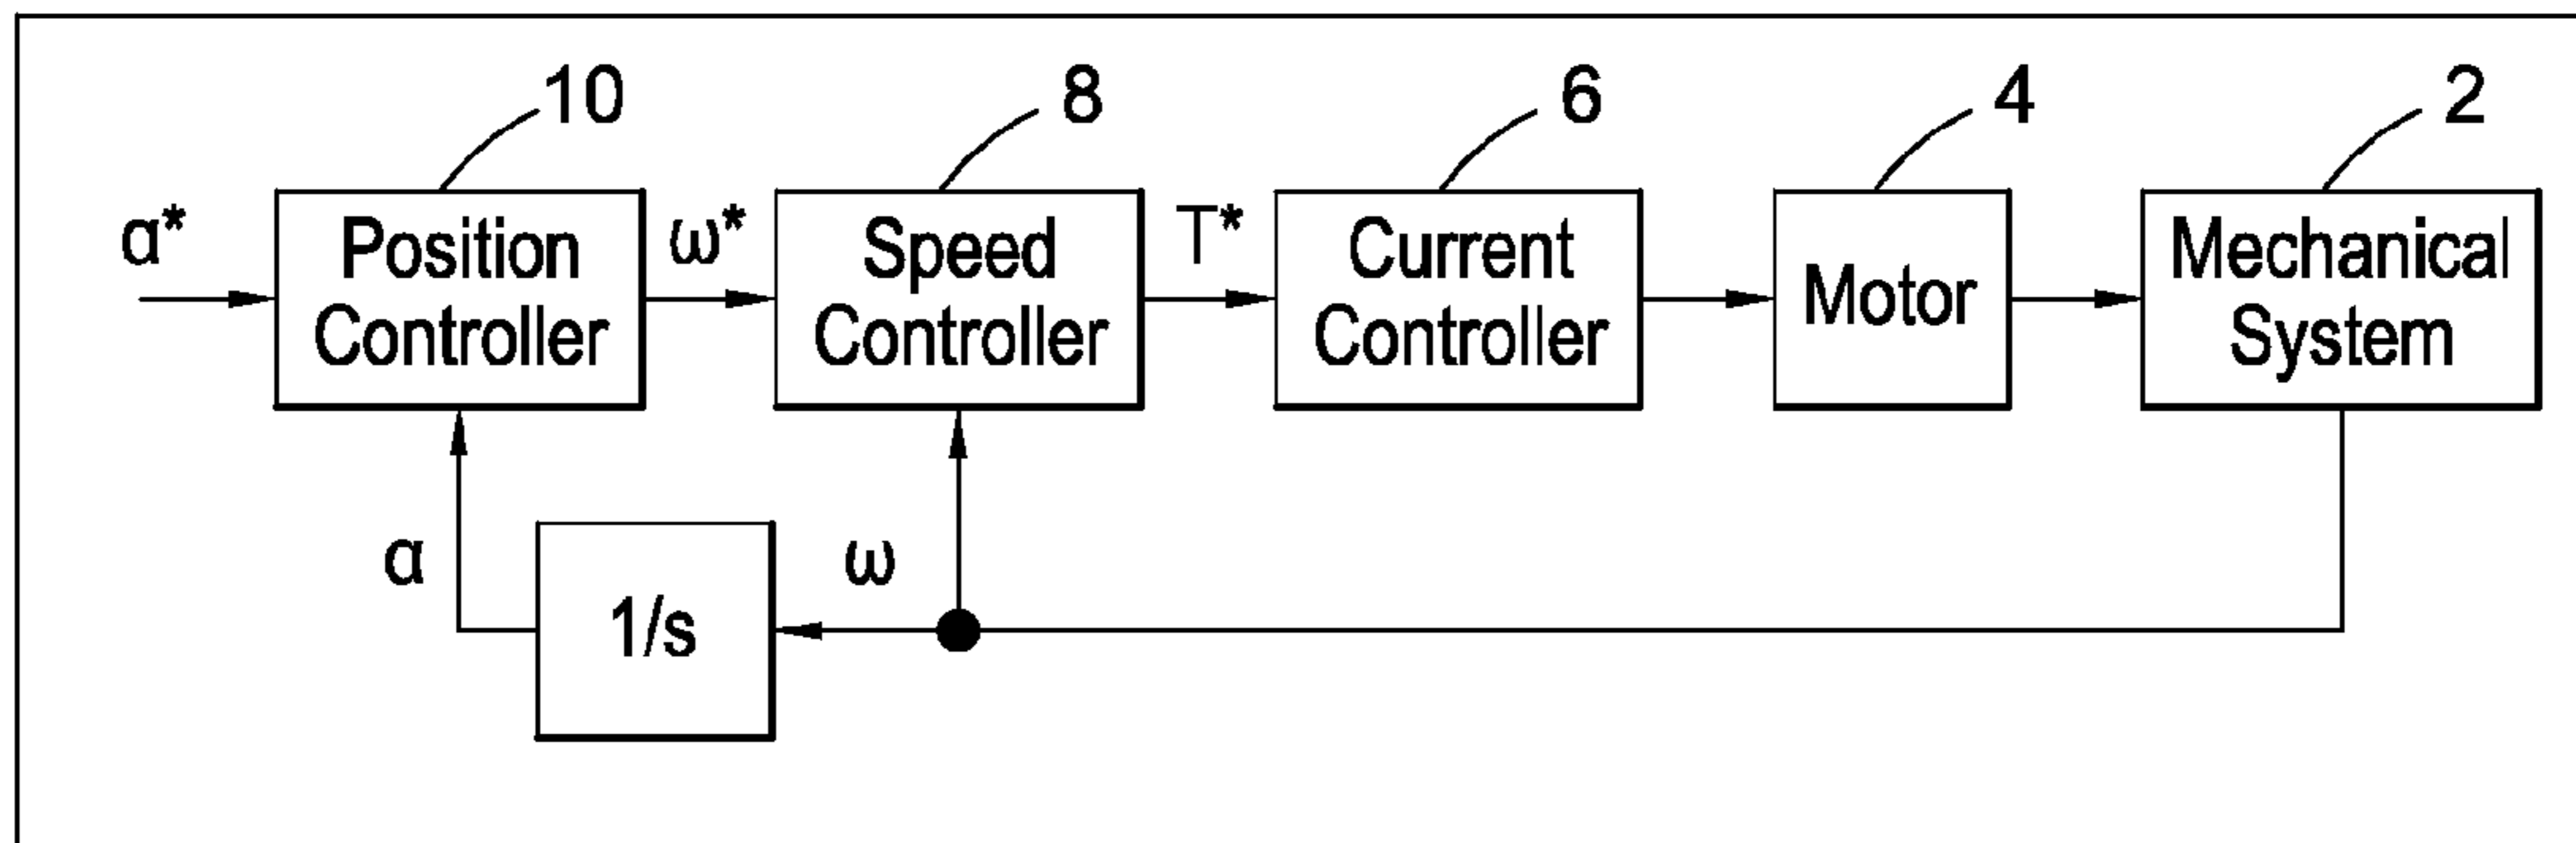 10
8
6
4
2
α*
Position
Controller
ω*
Speed
Controller
T*
Current
Controller
Motor
Mechanical
System
α
1/s
ω